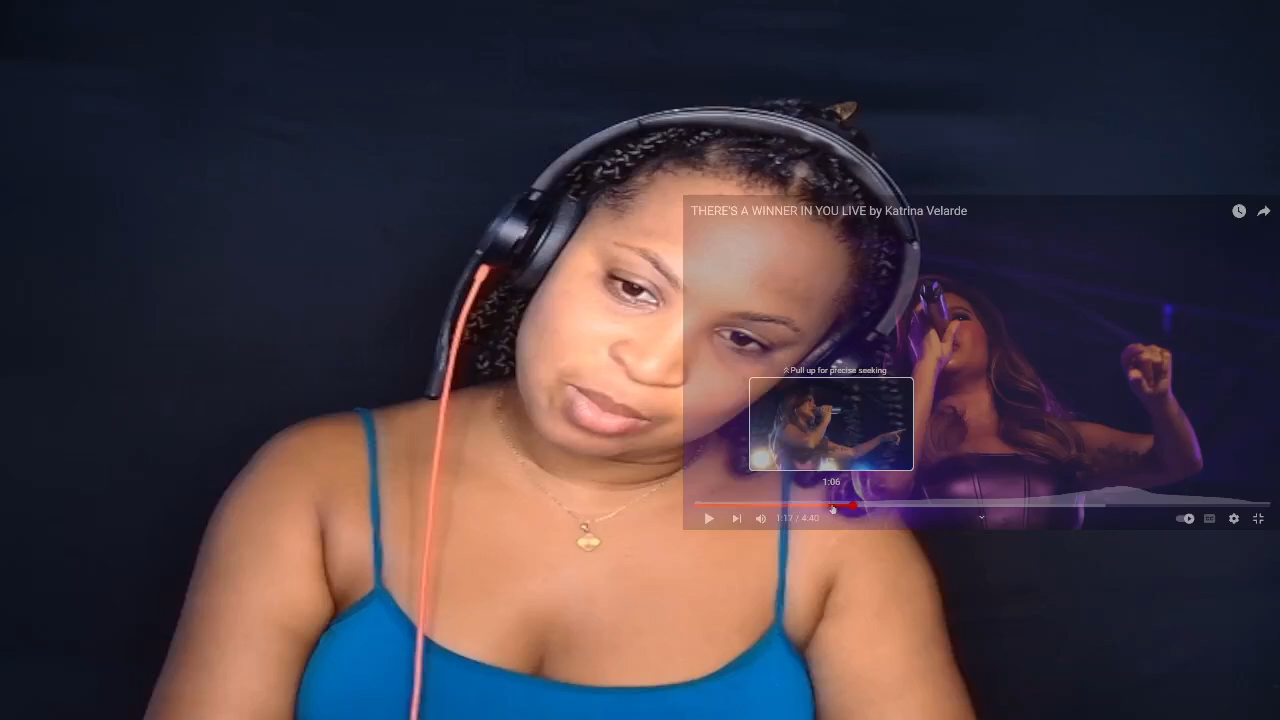 THERE'S A WINNER IN YOU LIVE by Katrina Velarde
Pull up for precise seeking
1:06
1:17 / 4:40